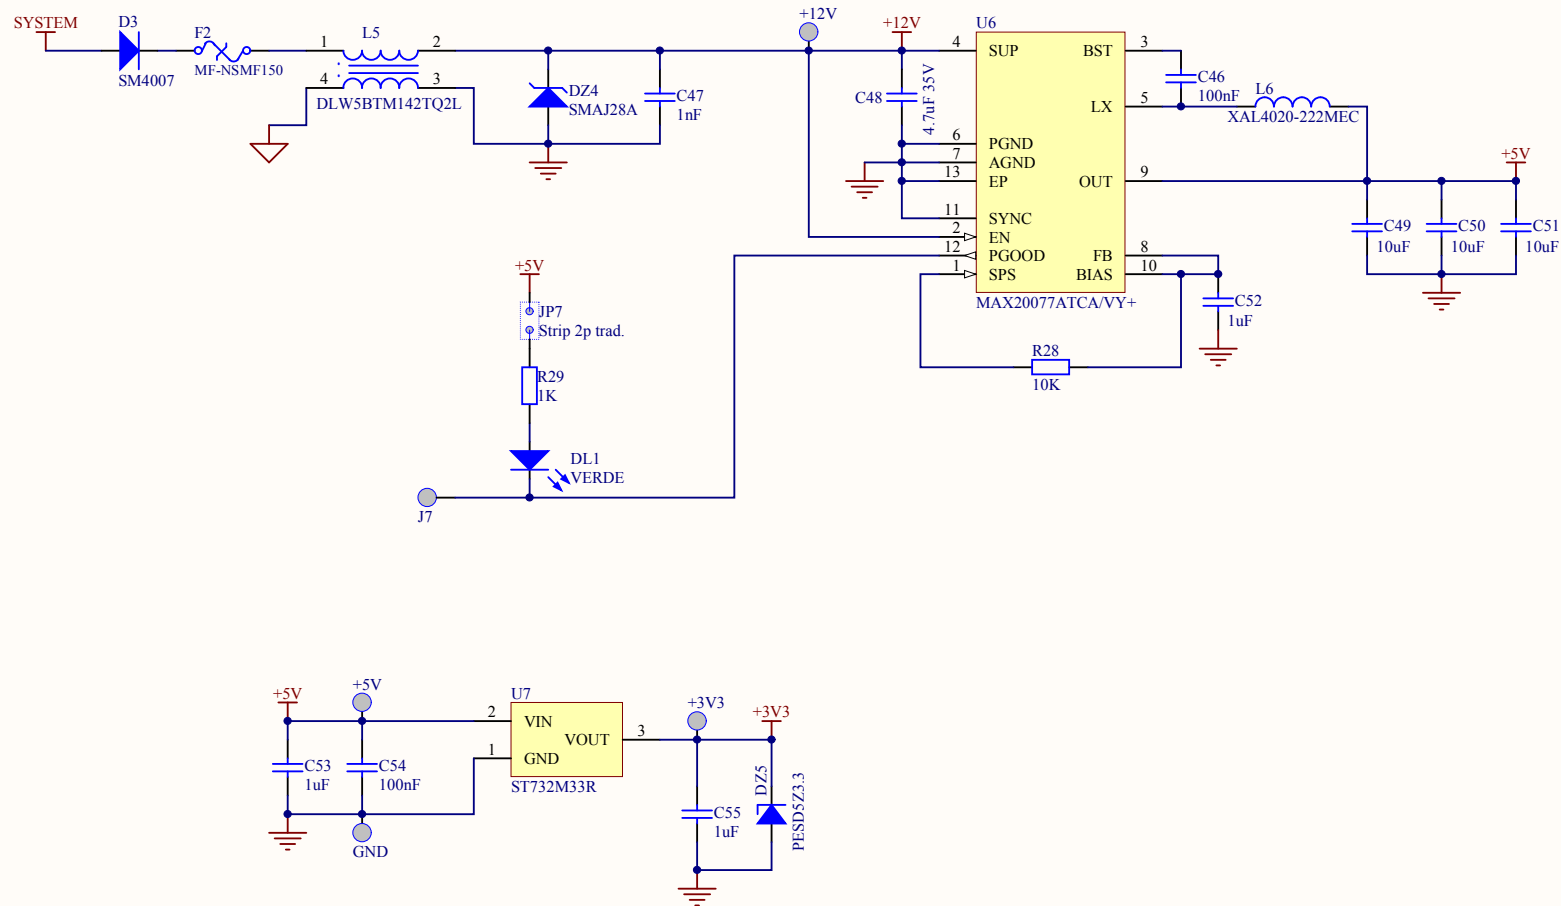 SYSTEM
D3
SM4007
F2
MF-NSMF150
L5
1
2
4
3
DLW5BTM142TQ2L
DZ4
SMAJ28A
C47
1nF
+12V
+12V
C48
4.7uF 35V
U6
4
SUP
BST
3
LX
5
6
PGND
7
AGND
13
EP
OUT
9
11
SYNC
2
EN
12
PGOOD
FB
8
1
SPS
BIAS
10
MAX20077ATCA/VY+
C46
100nF
L6
XAL4020-222MEC
+5V
C49
10uF
C50
10uF
C51
10uF
C52
1uF
R28
10K
+5V
JP7
Strip 2p trad.
R29
1K
DL1
VERDE
J7
+5V
+5V
C53
1uF
C54
100nF
GND
U7
2
VIN
VOUT
3
1
GND
ST732M33R
+3V3
+3V3
C55
1uF
DZ5
PESD5Z3.3